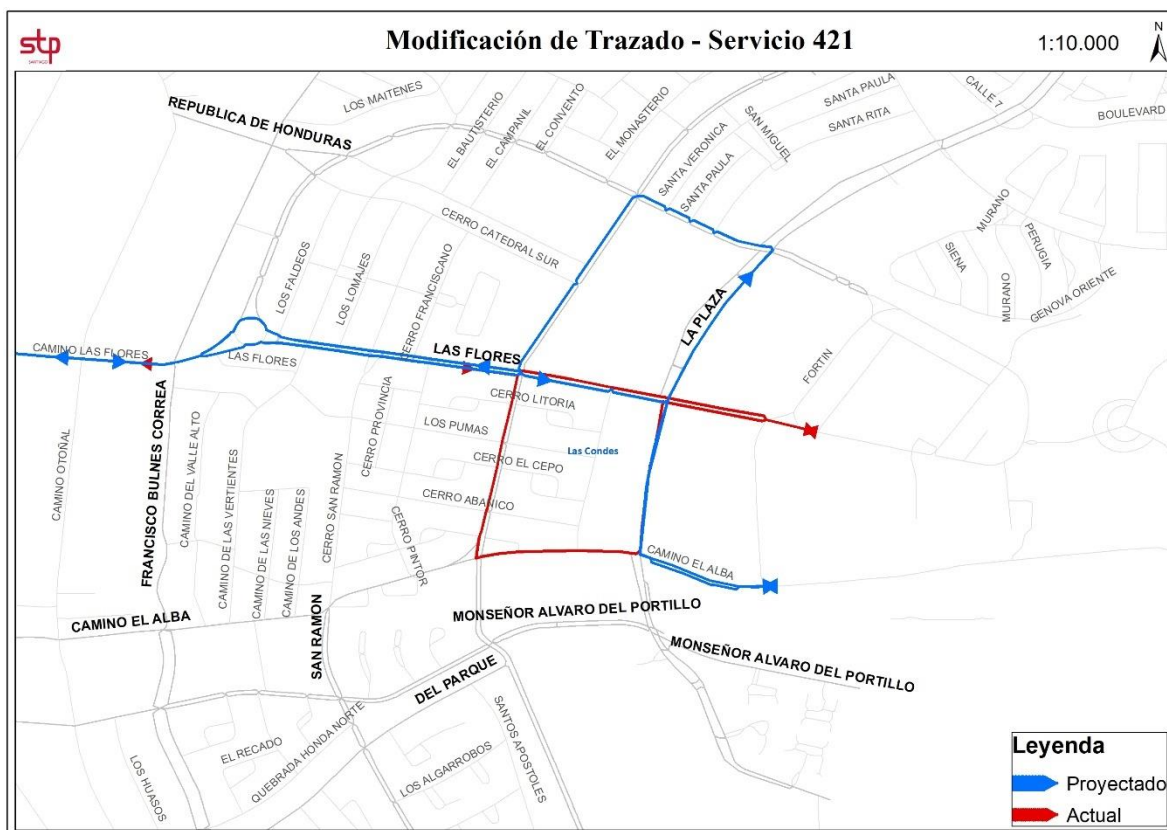 stp
SANTIAGO
Modificación de Trazado - Servicio 421
1:10.000
N
LOS MAITENES
REPUBLICA DE HONDURAS
EL BAUTISTERIO
EL CAMPANIL
EL CONVENTO
EL MONASTERIO
SANTA VERONICA
SANTA PAULA
SAN MIGUEL
SANTA PAULA
SANTA RITA
CALLE 7
BOULEVARD
CERRO CATEDRAL SUR
LOS FALDEOS
LOS LOMAJES
CERRO FRANCISCANO
MURANO
SIENA
PERUGIA
MURANO
GENOVA ORIENTE
LA PLAZA
CAMINO LAS FLORES
LAS FLORES
LAS FLORES
FORTIN
CERRO LITORIA
LOS PUMAS
CERRO EL CEPO
Las Condes
CERRO ABANICO
CERRO PROVINCIA
CERRO SAN RAMON
CERRO PINTOR
CAMINO OTOÑAL
FRANCISCO BULNES CORREA
CAMINO DEL VALLE ALTO
CAMINO DE LAS VERTIENTES
CAMINO DE LAS NIEVES
CAMINO DE LOS ANDES
CAMINO EL ALBA
CAMINO EL ALBA
SAN RAMON
MONSEÑOR ALVARO DEL PORTILLO
MONSEÑOR ALVARO DEL PORTILLO
DEL PARQUE
SANTOS APOSTOLES
EL RECADO
QUEBRADA HONDA NORTE
LOS ALGARROBOS
LOS HUASOS
Leyenda
Proyectado
Actual